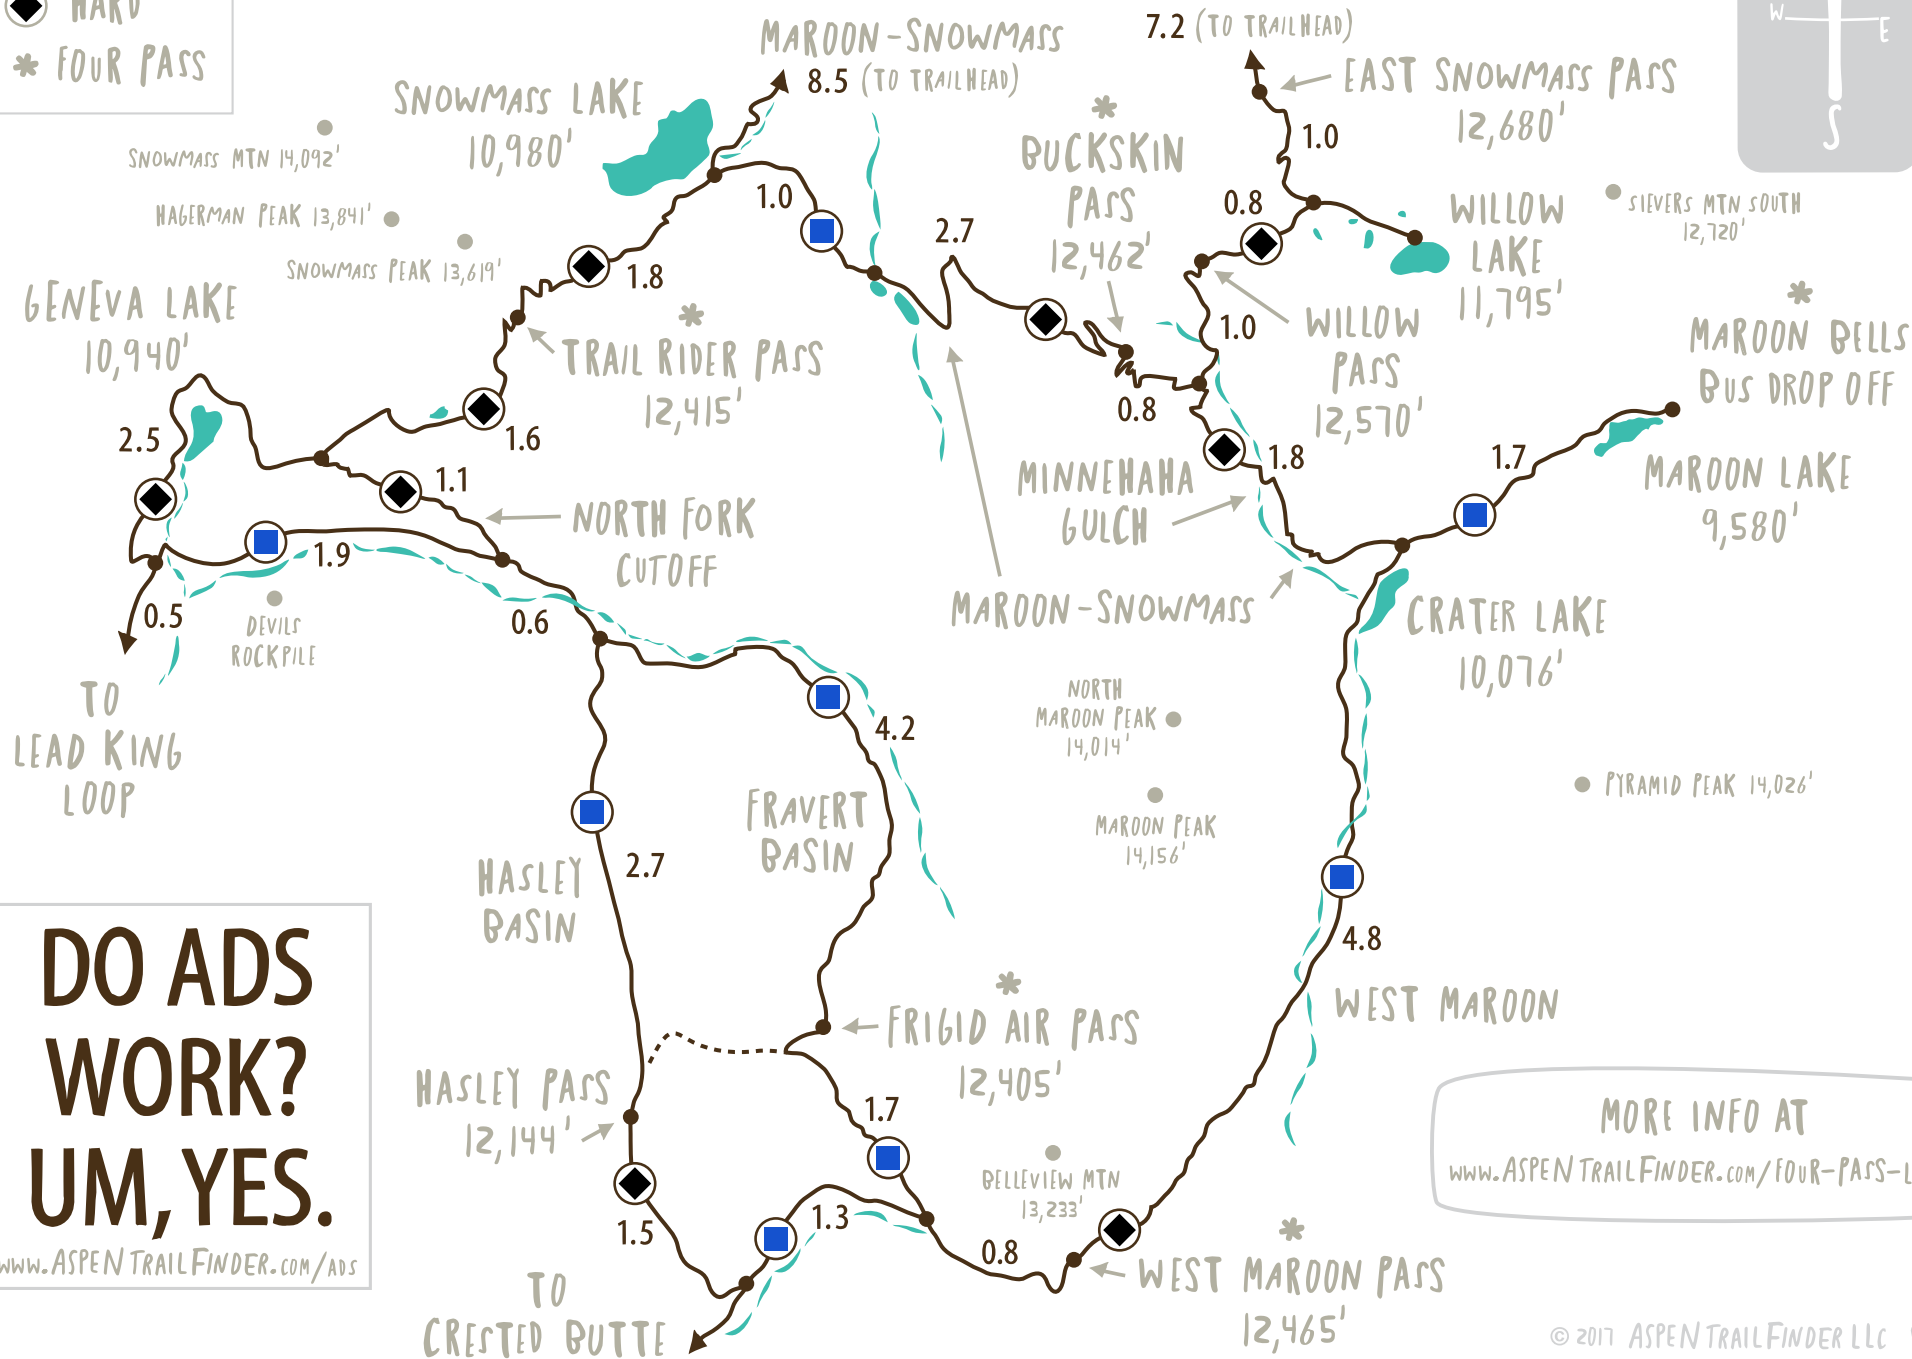 HARD
* FOUR PASS
MAROON-SNOWMASS
8.5 (TO TRAILHEAD)
7.2 (TO TRAILHEAD)
W
E
S
EAST SNOWMASS PASS
12,680'
1.0
SNOWMASS LAKE
10,980'
SNOWMASS MTN 14,092'
HAGERMAN PEAK 13,841'
SNOWMASS PEAK 13,619'
1.0
*
BUCKSKIN
PASS
12,462'
2.7
0.8
WILLOW
LAKE
11,795'
SIEVERS MTN SOUTH
12,720'
1.8
GENEVA LAKE
10,940'
*
TRAIL RIDER PASS
12,415'
1.0
WILLOW
PASS
12,570'
*
MAROON BELLS
BUS DROP OFF
0.8
2.5
1.6
1.1
MINNEHAHA
GULCH
1.8
1.7
MAROON LAKE
9,580'
NORTH FORK
CUTOFF
1.9
0.5
DEVILS
ROCKPILE
0.6
MAROON-SNOWMASS
CRATER LAKE
10,076'
TO
LEAD KING
LOOP
NORTH
MAROON PEAK
14,014'
4.2
MAROON PEAK
14,156'
PYRAMID PEAK 14,026'
FRAVERT
BASIN
HASLEY
BASIN
2.7
4.8
WEST MAROON
DO ADS
WORK?
UM, YES.
www.ASPENTRAILFINDER.com/ADS
*
FRIGID AIR PASS
12,405'
HASLEY PASS
12,144'
1.7
BELLEVIEW MTN
13,233'
MORE INFO AT
www.ASPENTRAILFINDER.com/FOUR-PASS-L
1.5
1.3
0.8
*
WEST MAROON PASS
12,465'
TO
CRESTED BUTTE
© 2017 ASPENTRAILFINDER LLC